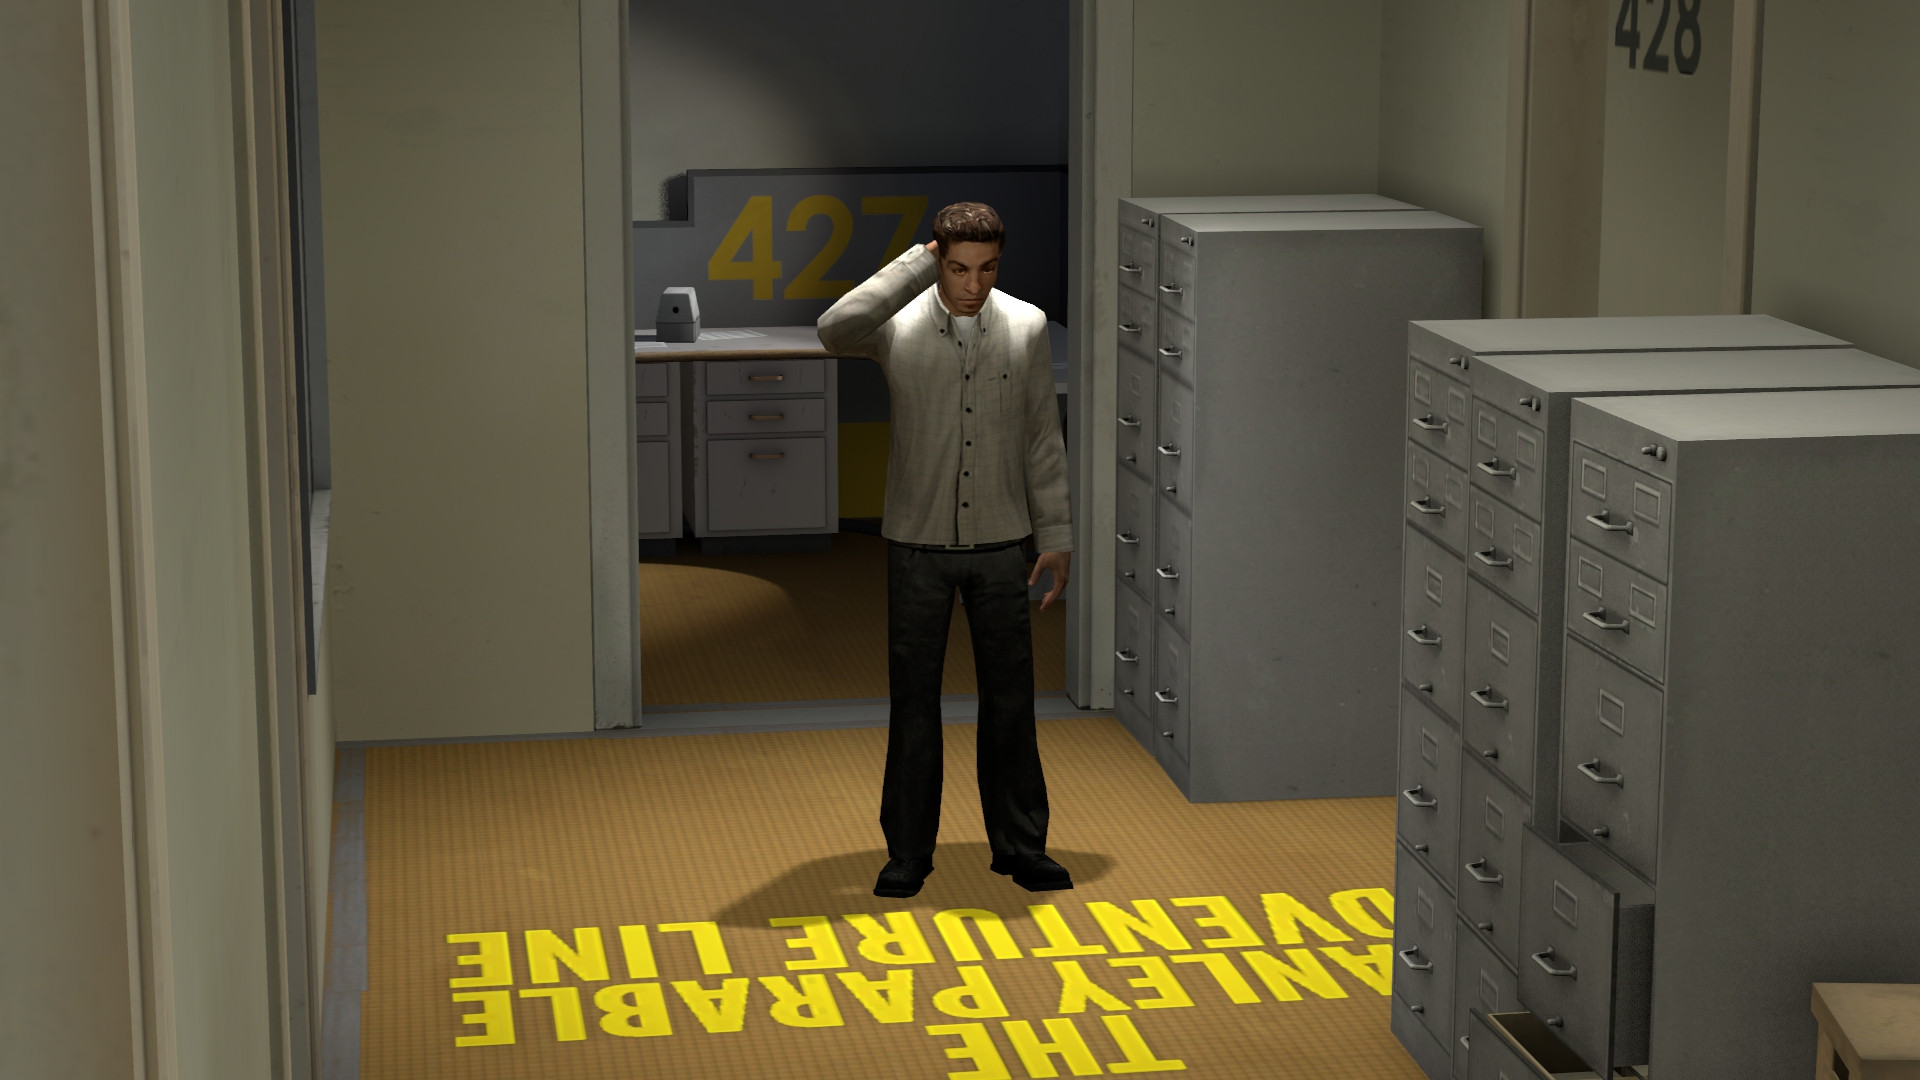 428
427
THE
ANLEY PARABLE
DVENTURE LINE